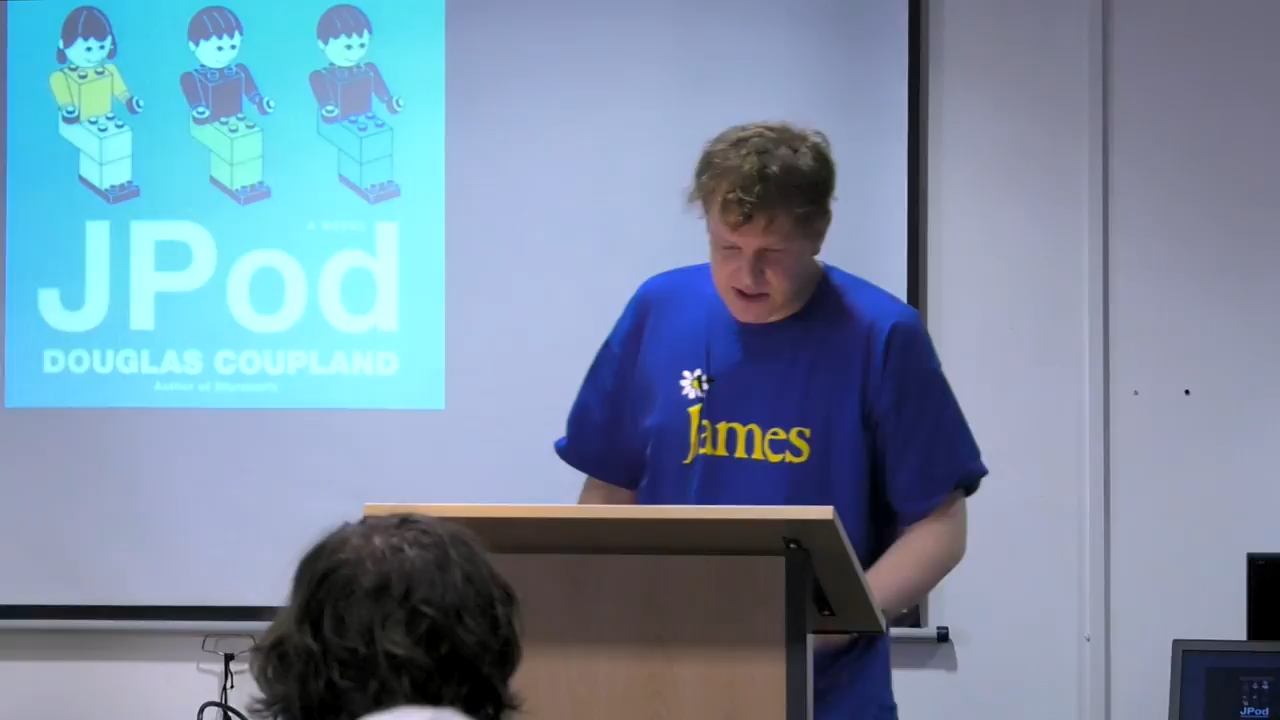 A NOVEL
JPod
DOUGLAS COUPLAND
Author of Microserfs
James
JPod